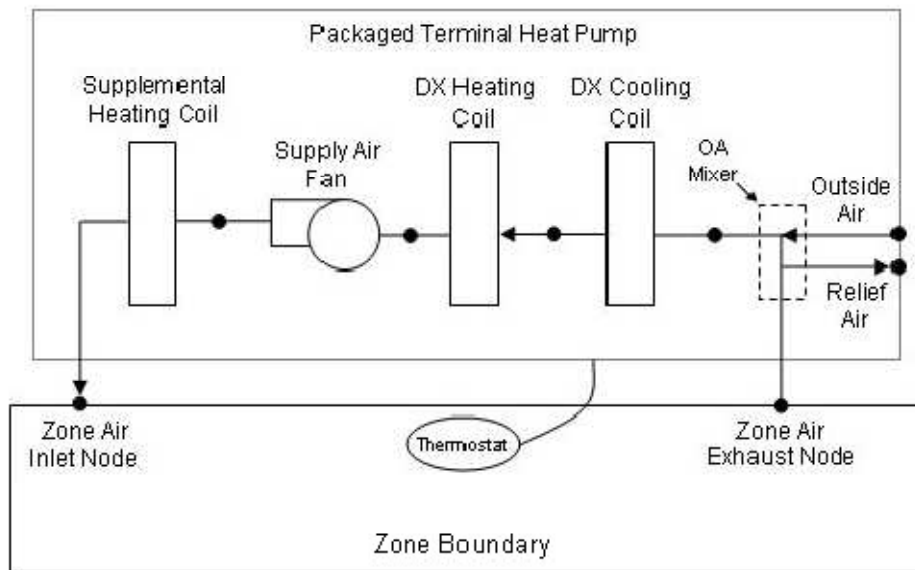 Packaged Terminal Heat Pump
Supplemental
Heating Coil
Supply Air
Fan
DX Heating
Coil
DX Cooling
Coil
OA
Mixer
Outside
Air
Relief
Air
Zone Air
Inlet Node
Thermostat
Zone Air
Exhaust Node
Zone Boundary